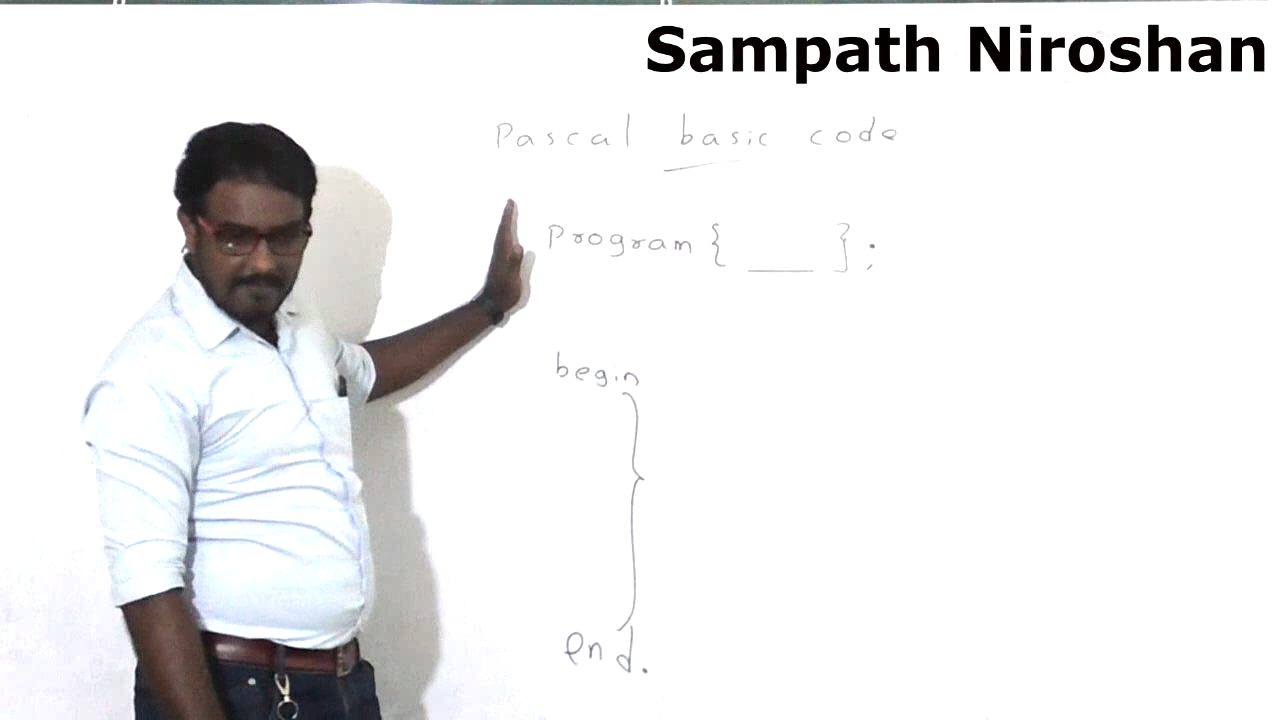 Sampath Niroshan
Pascal basic code
Program { ___ };
begin
end.